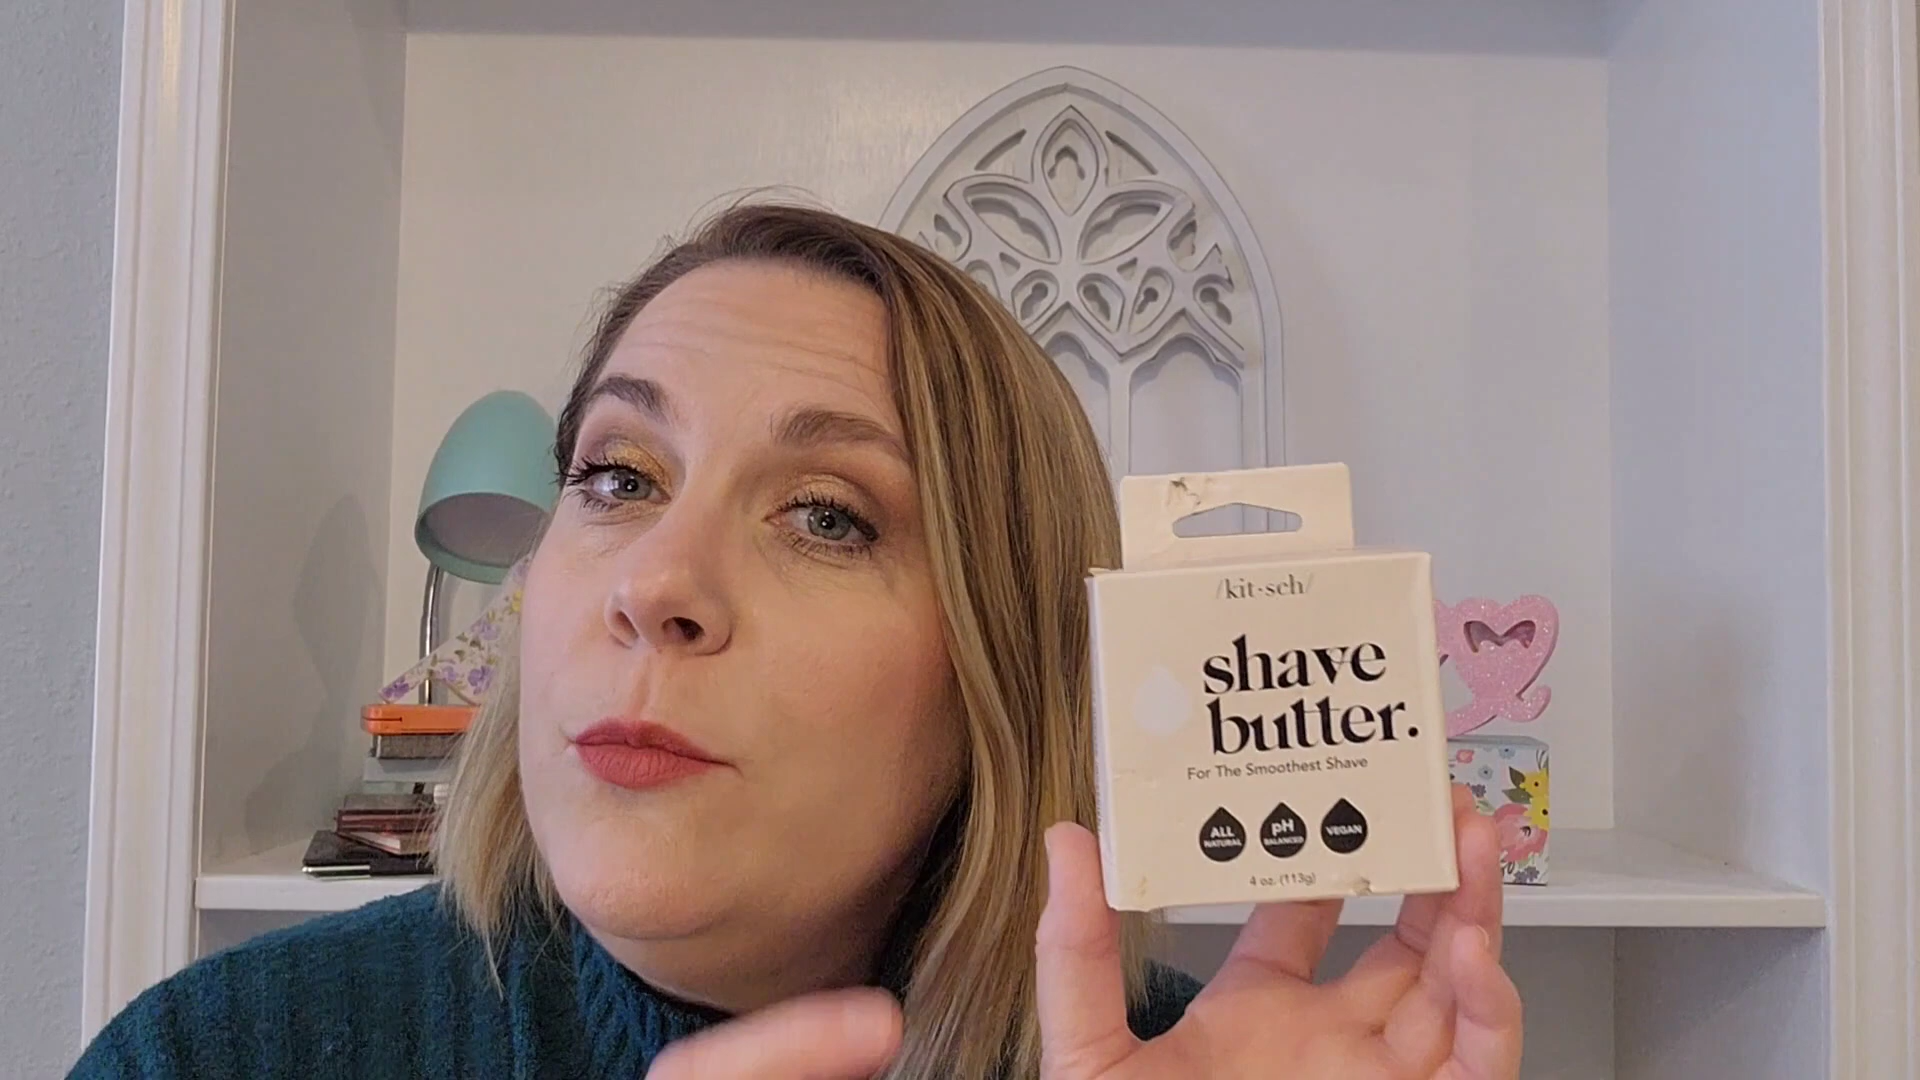 /kit·sch/
shave
butter.
For The Smoothest Shave
ALL
NATURAL
pH
BALANCED
VEGAN
4 oz. (113g)